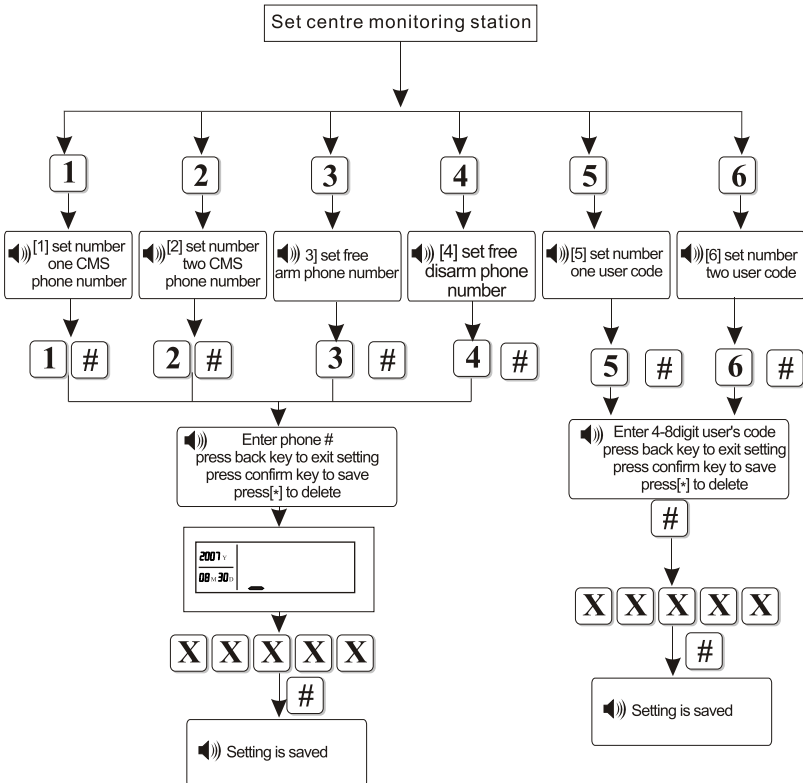 Set centre monitoring station
1 2 3 4 5 6
[1] set number
one CMS
phone number
[2] set number
two CMS
phone number
3] set free
arm phone number
[4] set free
disarm phone
number
[5] set number
one user code
[6] set number
two user code
1 # 2 # 3 # 4 # 5 # 6 #
Enter phone #
press back key to exit setting
press confirm key to save
press[*] to delete
Enter 4-8digit user's code
press back key to exit setting
press confirm key to save
press[*] to delete
#
2007 Y
08 M 30 D
X X X X X
#
Setting is saved
X X X X X
#
Setting is saved